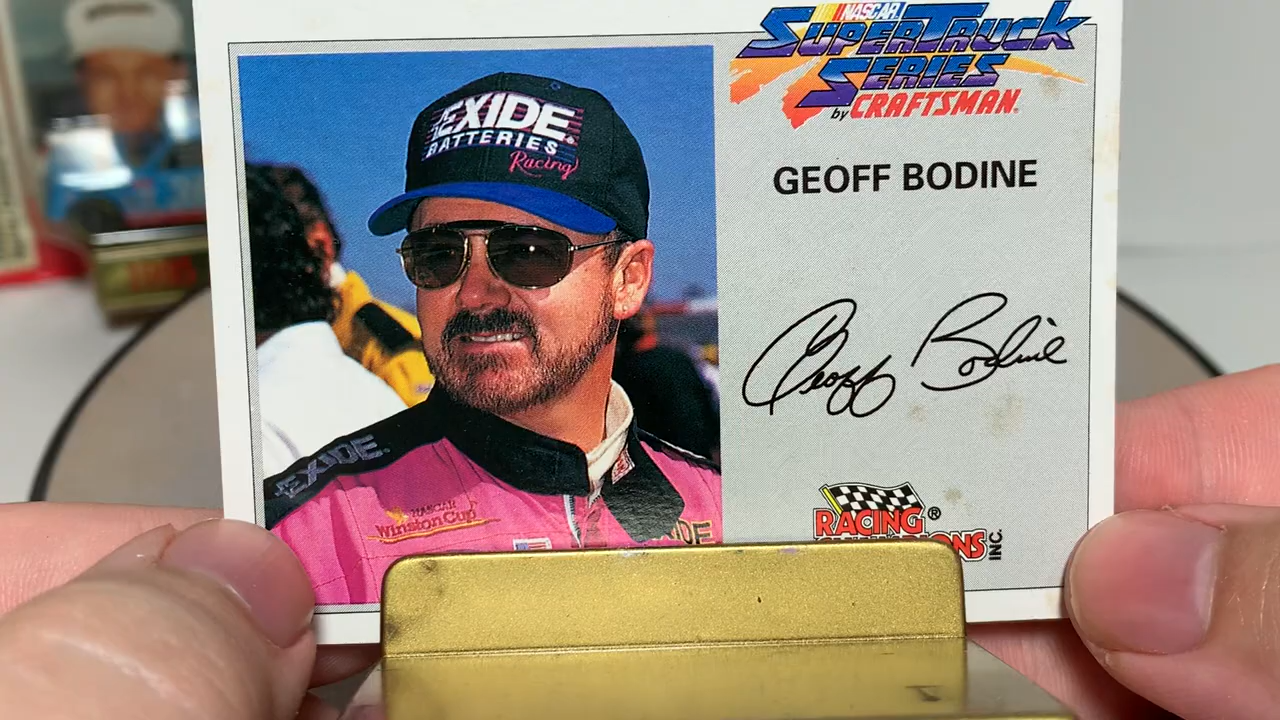 NASCAR
SUPERTRUCK
SERIES
by CRAFTSMAN
GEOFF BODINE
EXIDE
BATTERIES
Racing
Geoff Bodine
EXIDE
NASCAR
Winston Cup
RACING ®
INC.